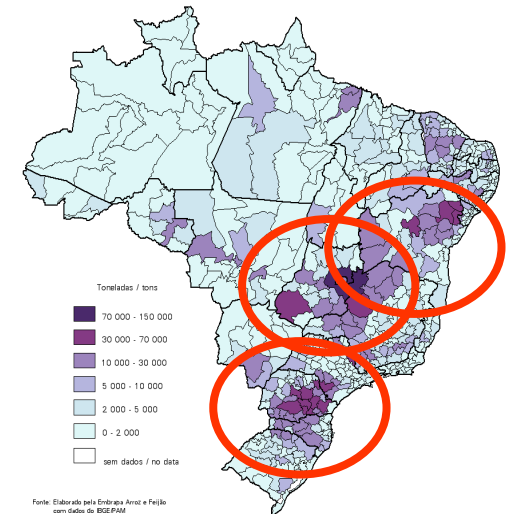 Toneladas / tons
70 000 - 150 000
30 000 - 70 000
10 000 - 30 000
5 000 - 10 000
2 000 - 5 000
0 - 2 000
sem dados / no data
Fonte: Elaborado pela Embrapa Arroz e Feijão
com dados do IBGE/PAM